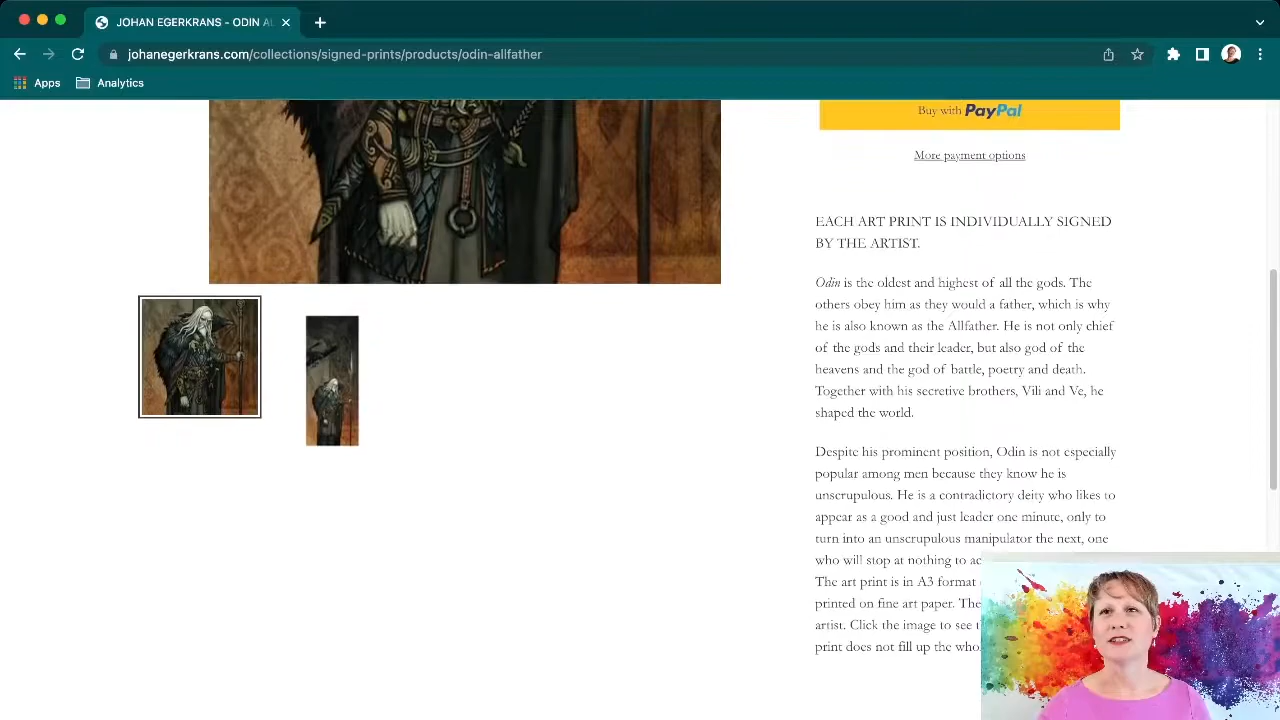 JOHAN EGERKRANS - ODIN AL
johanegerkrans.com/collections/signed-prints/products/odin-allfather
Apps
Analytics
Buy with PayPal
More payment options
EACH ART PRINT IS INDIVIDUALLY SIGNED
BY THE ARTIST.
Odin is the oldest and highest of all the gods. The
others obey him as they would a father, which is why
he is also known as the Allfather. He is not only chief
of the gods and their leader, but also god of the
heavens and the god of battle, poetry and death.
Together with his secretive brothers, Vili and Ve, he
shaped the world.
Despite his prominent position, Odin is not especially
popular among men because they know he is
unscrupulous. He is a contradictory deity who likes to
appear as a good and just leader one minute, only to
turn into an unscrupulous manipulator the next, one
who will stop at nothing to
The art print is in A3 format
printed on fine art paper.
artist. Click the image to see
print does not fill up the